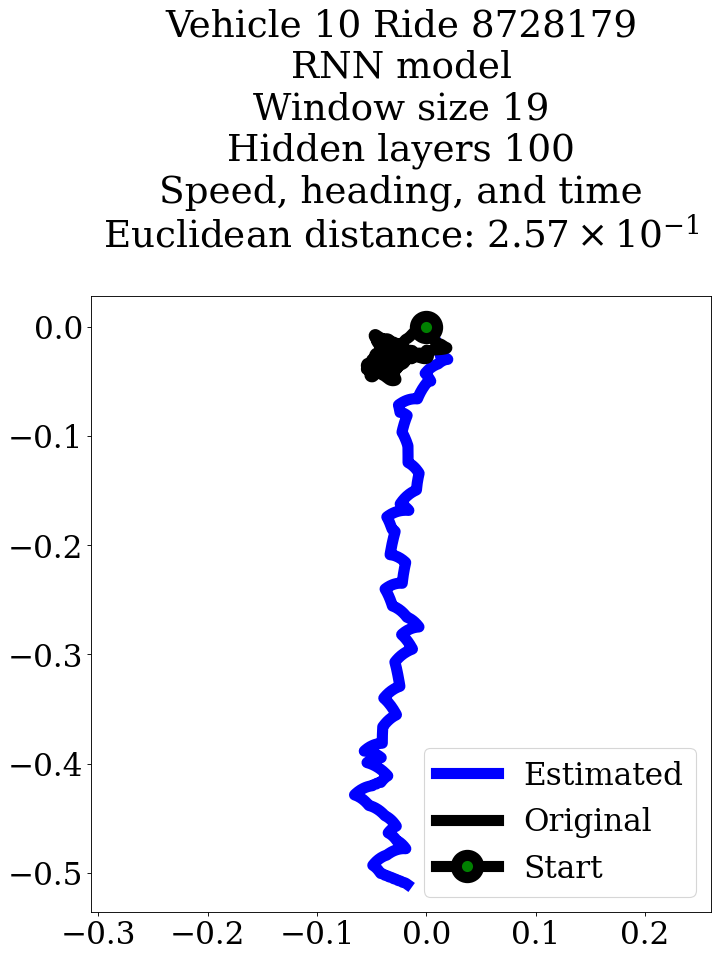 Vehicle 10 Ride 8728179
RNN model
Window size 19
Hidden layers 100
Speed, heading, and time
Euclidean distance: 2.57 × 10⁻¹
0.0
−0.1
−0.2
−0.3
−0.4
−0.5
Estimated
Original
Start
−0.3 −0.2 −0.1 0.0 0.1 0.2